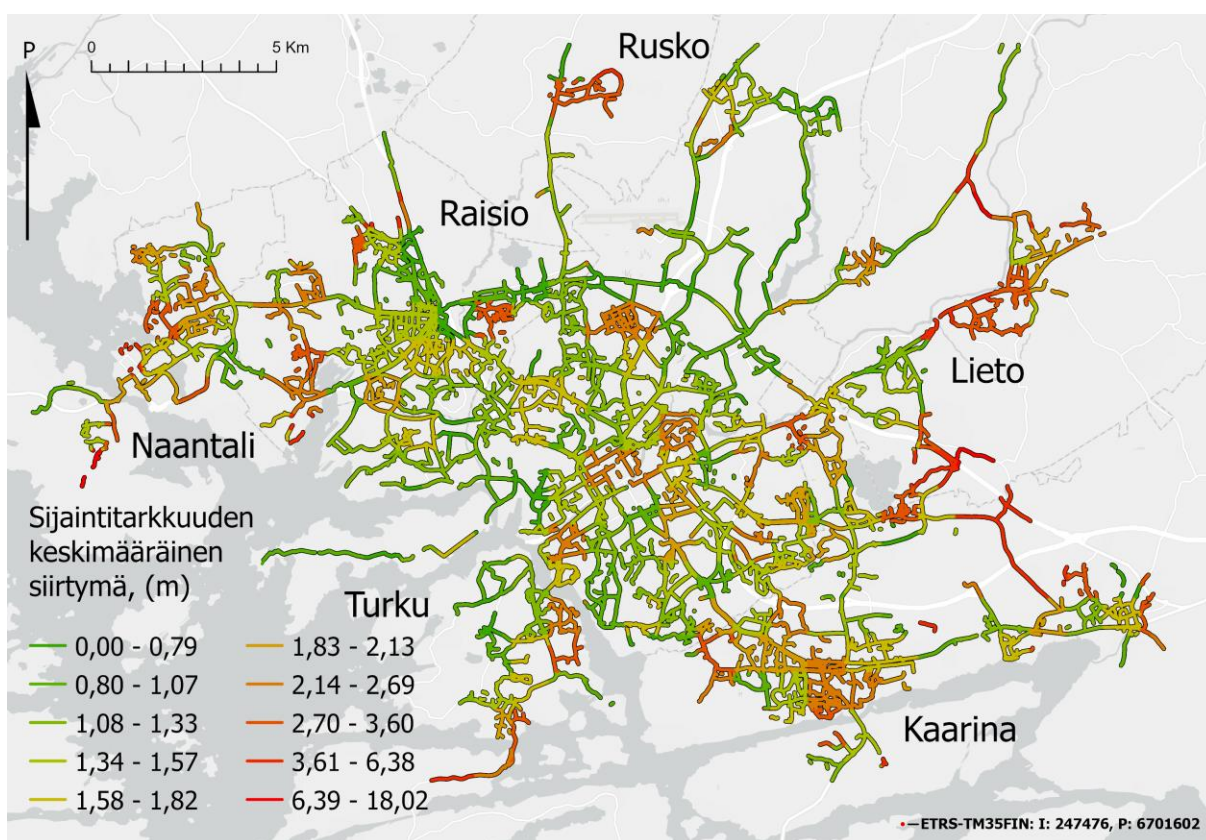 Rusko
P
0
5 Km
Raisio
Lieto
Naantali
Sijaintitarkkuuden
keskimääräinen
siirtymä, (m)
Turku
0,00 - 0,79
1,83 - 2,13
0,80 - 1,07
2,14 - 2,69
1,08 - 1,33
2,70 - 3,60
1,34 - 1,57
3,61 - 6,38
1,58 - 1,82
6,39 - 18,02
Kaarina
ETRS-TM35FIN: I: 247476, P: 6701602